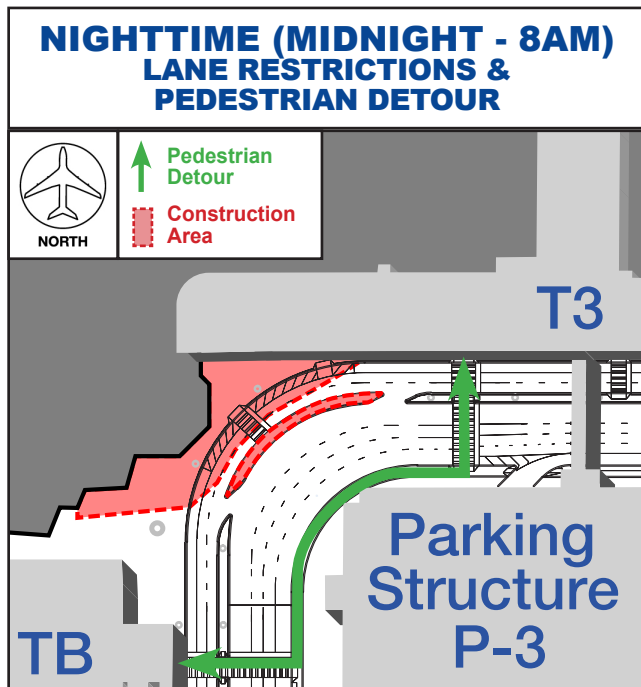 NIGHTTIME (MIDNIGHT - 8AM)
LANE RESTRICTIONS &
PEDESTRIAN DETOUR
NORTH
Pedestrian
Detour
Construction
Area
T3
Parking
Structure
P-3
TB